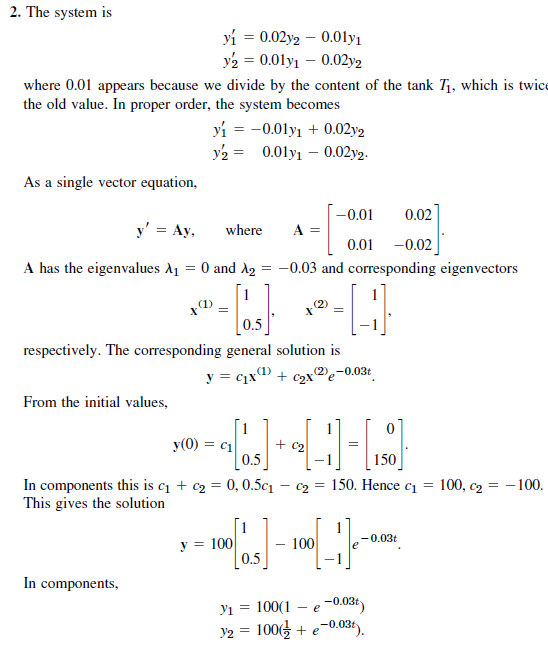 2. The system is
y₁′ = 0.02y₂ − 0.01y₁
y₂′ = 0.01y₁ − 0.02y₂
where 0.01 appears because we divide by the content of the tank T₁, which is twice
the old value. In proper order, the system becomes
y₁′ = −0.01y₁ + 0.02y₂
y₂′ = 0.01y₁ − 0.02y₂.
As a single vector equation,
y′ = Ay, where A = [−0.01 0.02; 0.01 −0.02].
A has the eigenvalues λ₁ = 0 and λ₂ = −0.03 and corresponding eigenvectors
x⁽¹⁾ = [1; 0.5], x⁽²⁾ = [1; −1],
respectively. The corresponding general solution is
y = c₁x⁽¹⁾ + c₂x⁽²⁾e^−0.03t.
From the initial values,
y(0) = c₁[1; 0.5] + c₂[1; −1] = [0; 150].
In components this is c₁ + c₂ = 0, 0.5c₁ − c₂ = 150. Hence c₁ = 100, c₂ = −100.
This gives the solution
y = 100[1; 0.5] − 100[1; −1]e^−0.03t.
In components,
y₁ = 100(1 − e^−0.03t)
y₂ = 100(½ + e^−0.03t).